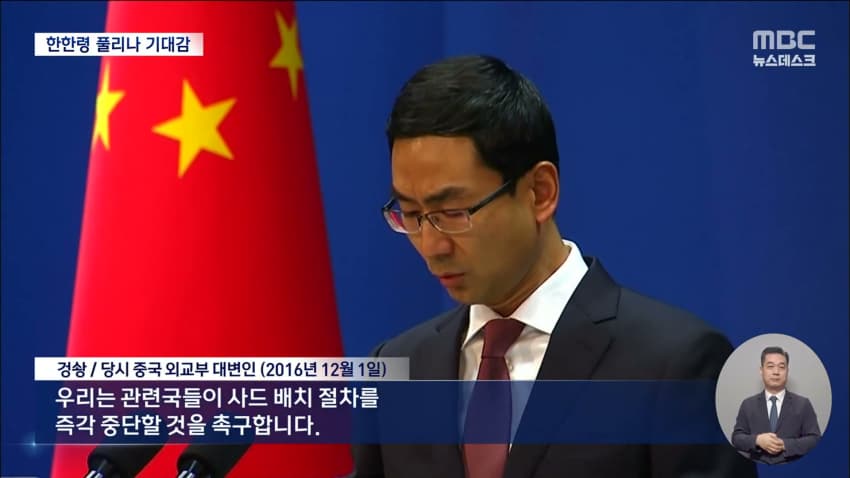 한한령 풀리나 기대감
MBC
뉴스데스크
겅솽 / 당시 중국 외교부 대변인 (2016년 12월 1일)
우리는 관련국들이 사드 배치 절차를
즉각 중단할 것을 촉구합니다.